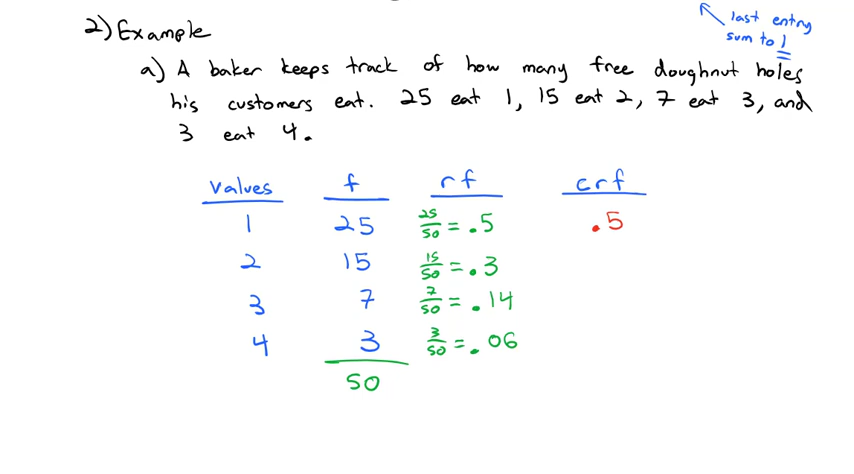 last entry
sum to 1
2) Example
a) A baker keeps track of how many free doughnut holes
his customers eat. 25 eat 1, 15 eat 2, 7 eat 3, and
3 eat 4.
values f rf crf
1 25 25/50 = .5 .5
2 15 15/50 = .3
3 7 7/50 = .14
4 3 3/50 = .06
50